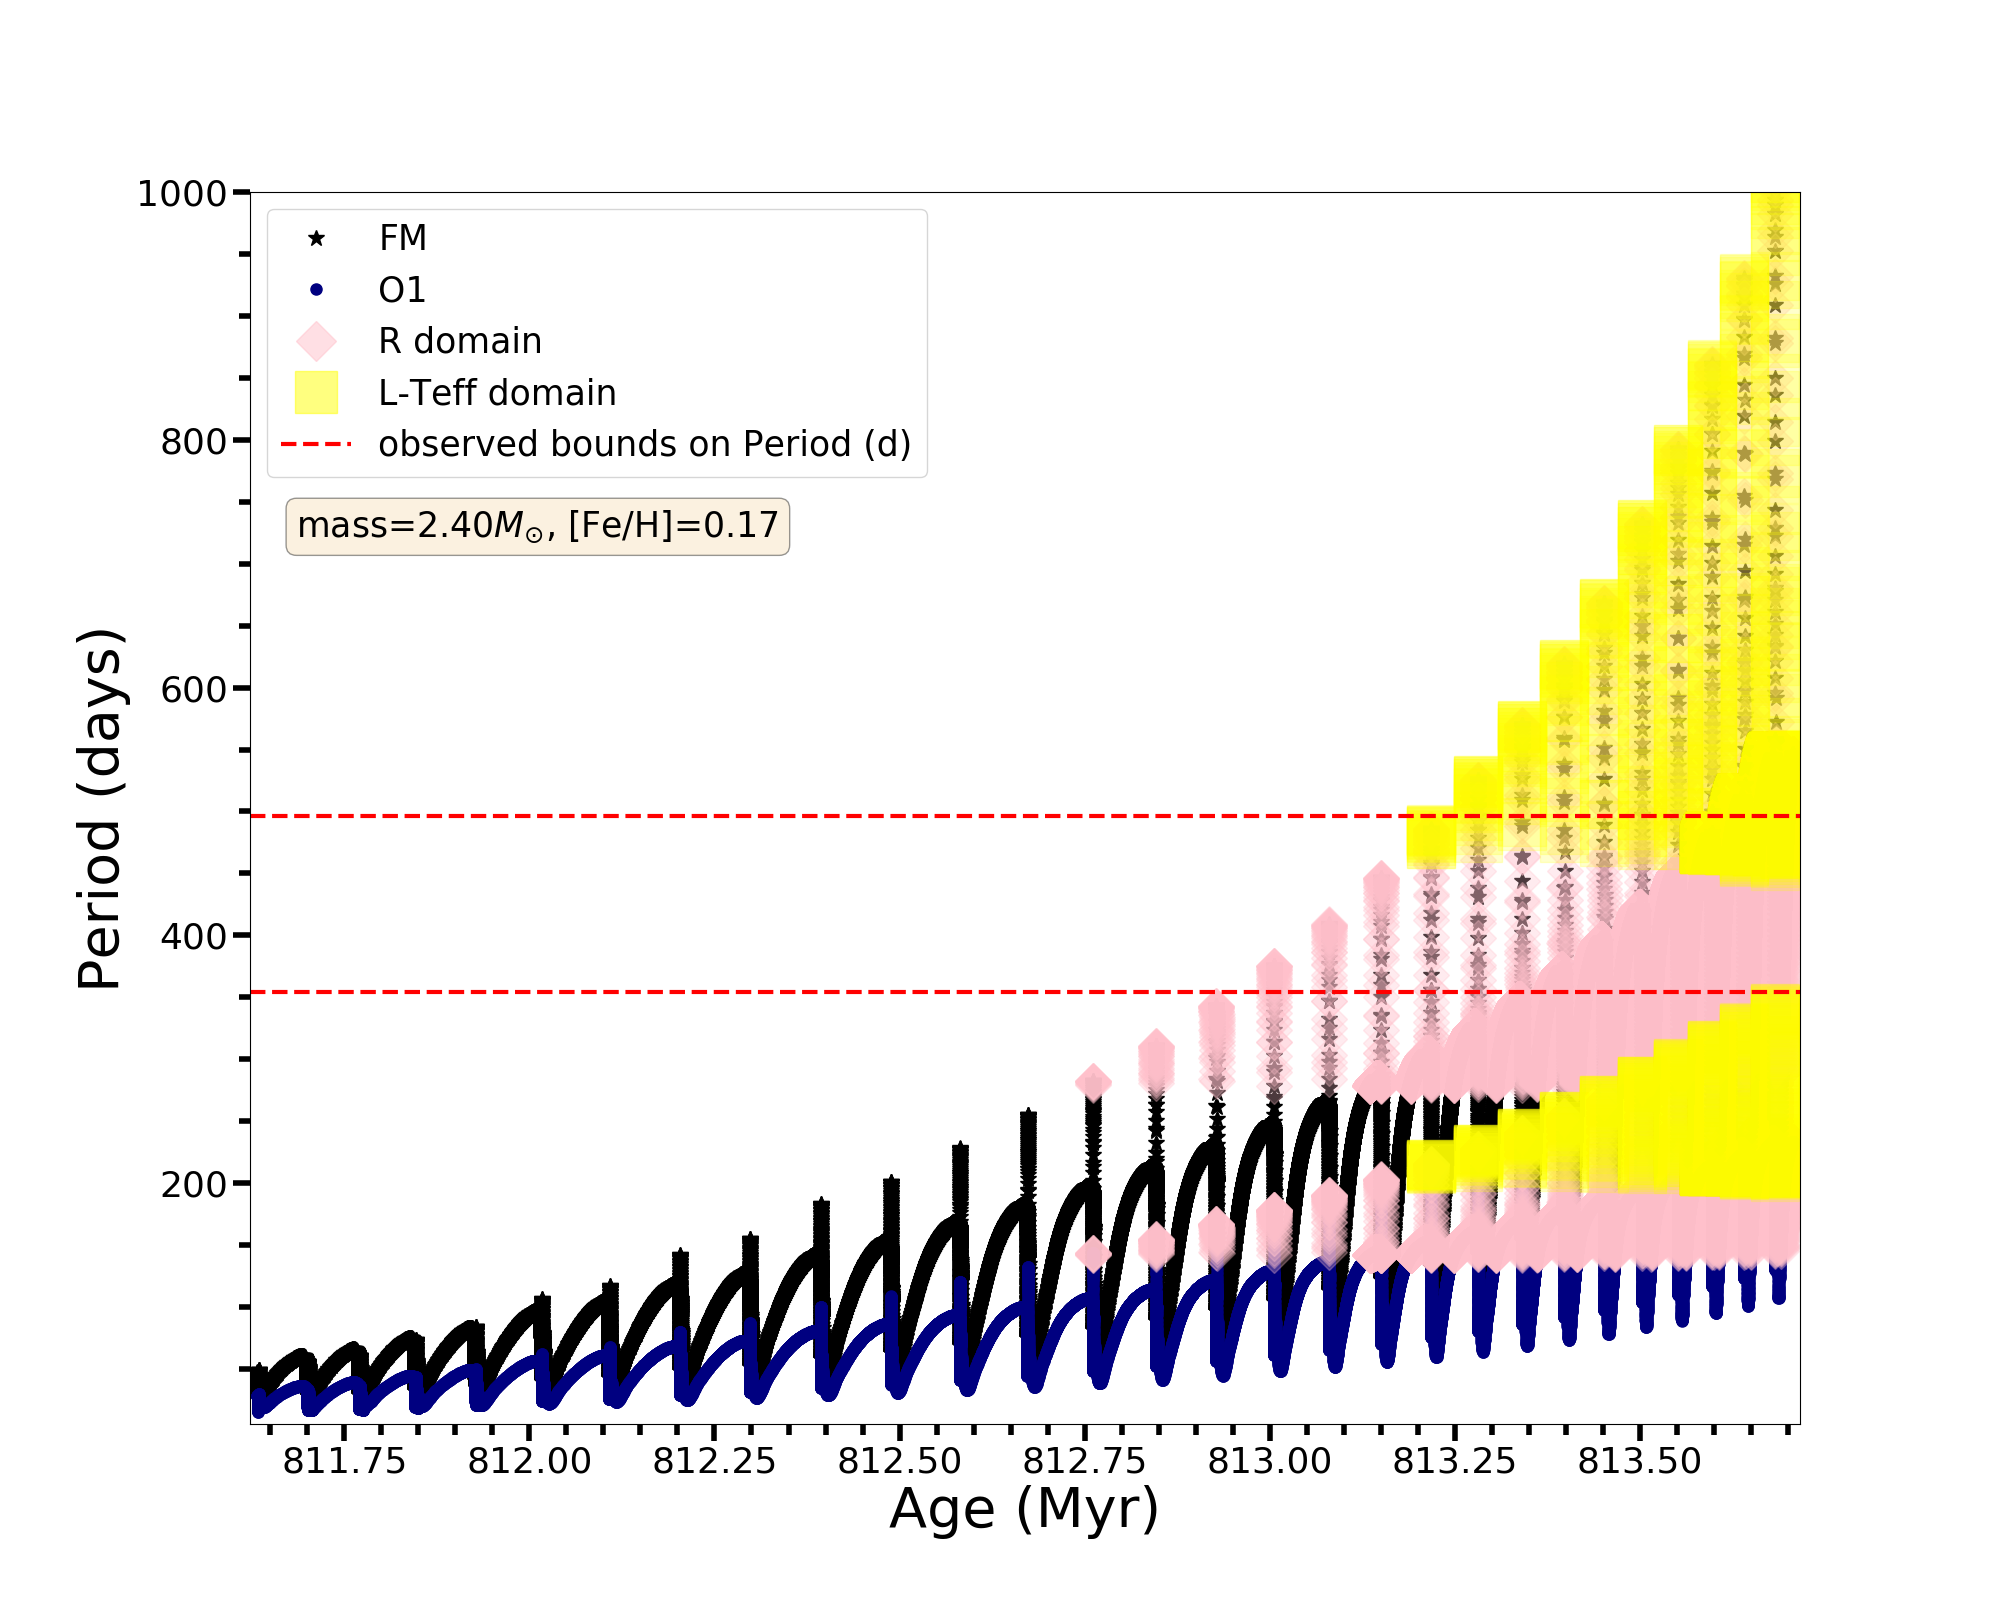 1000
800
600
400
200
Period (days)
FM
O1
R domain
L-Teff domain
observed bounds on Period (d)
mass=2.40M⊙, [Fe/H]=0.17
811.75 812.00 812.25 812.50 812.75 813.00 813.25 813.50
Age (Myr)